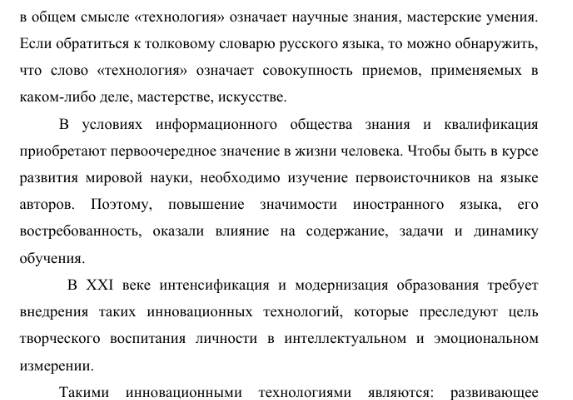 в общем смысле «технология» означает научные знания, мастерские умения.
Если обратиться к толковому словарю русского языка, то можно обнаружить,
что слово «технология» означает совокупность приемов, применяемых в
каком-либо деле, мастерстве, искусстве.
В условиях информационного общества знания и квалификация
приобретают первоочередное значение в жизни человека. Чтобы быть в курсе
развития мировой науки, необходимо изучение первоисточников на языке
авторов. Поэтому, повышение значимости иностранного языка, его
востребованность, оказали влияние на содержание, задачи и динамику
обучения.
В XXI веке интенсификация и модернизация образования требует
внедрения таких инновационных технологий, которые преследуют цель
творческого воспитания личности в интеллектуальном и эмоциональном
измерении.
Такими инновационными технологиями являются: развивающее